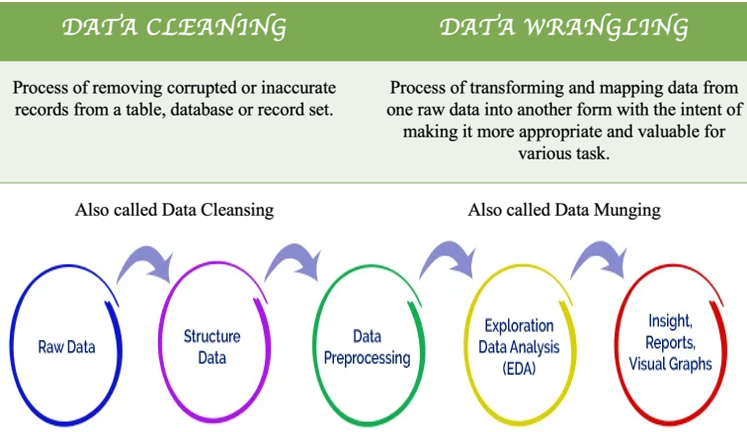 DATA CLEANING
DATA WRANGLING
Process of removing corrupted or inaccurate
records from a table, database or record set.
Process of transforming and mapping data from
one raw data into another form with the intent of
making it more appropriate and valuable for
various task.
Also called Data Cleansing
Also called Data Munging
Raw Data
Structure
Data
Data
Preprocessing
Exploration
Data Analysis
(EDA)
Insight,
Reports,
Visual Graphs